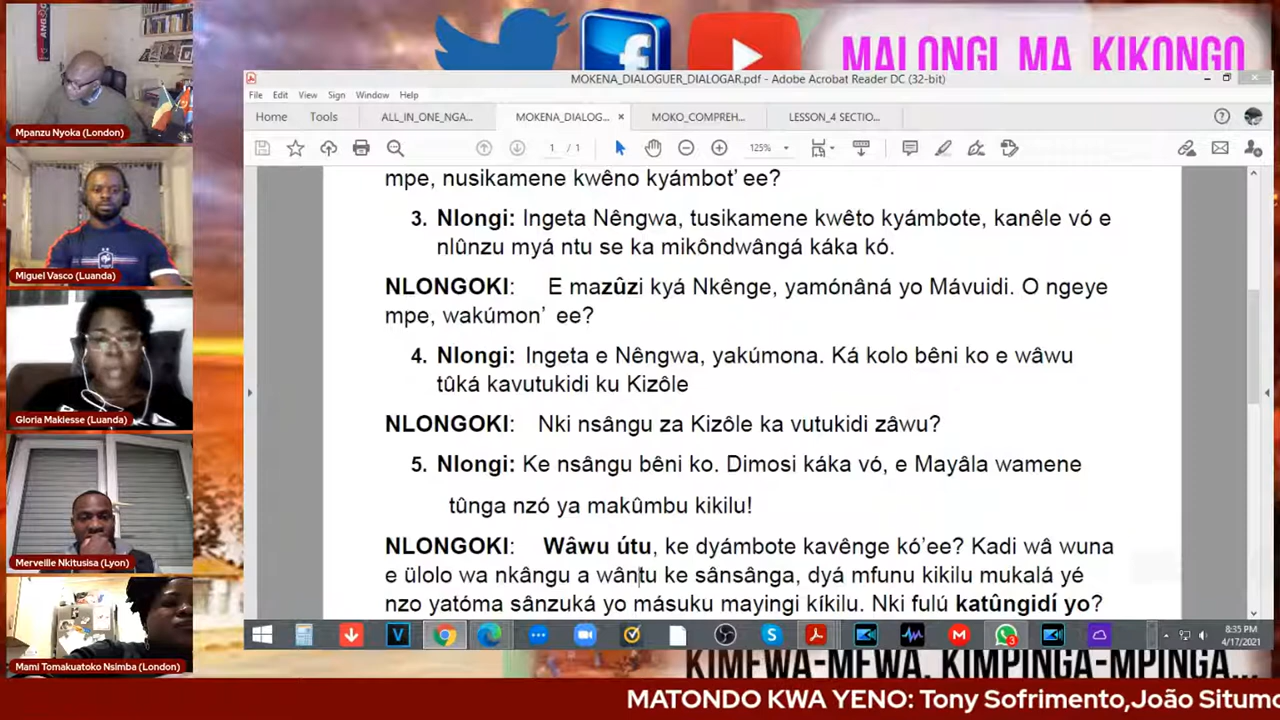 MALONGI MA KIKONGO
MOKENA_DIALOGUER_DIALOGAR.pdf - Adobe Acrobat Reader DC (32-bit)
File Edit View Sign Window Help
Home Tools ALL_IN_ONE_NGA... MOKENA_DIALOG... × MOKO_COMPREH... LESSON_4 SECTIO...
1 / 1 125%
mpe, nusikamene kwêno kyámbot’ ee?
3. Nlongi: Ingeta Nêngwa, tusikamene kwêto kyámbote, kanêle vó e
nlûnzu myá ntu se ka mikôndwângá káka kó.
NLONGOKI: E mazûzi kyá Nkênge, yamónâná yo Mávuidi. O ngeye
mpe, wakúmon’ ee?
4. Nlongi: Ingeta e Nêngwa, yakúmona. Ká kolo bêni ko e wâwu
tûká kavutukidi ku Kizôle
NLONGOKI: Nki nsângu za Kizôle ka vutukidi zâwu?
5. Nlongi: Ke nsângu bêni ko. Dimosi káka vó, e Mayâla wamene
tûnga nzó ya makûmbu kikilu!
NLONGOKI: Wâwu útu, ke dyámbote kavênge kó’ee? Kadi wâ wuna
e ülolo wa nkângu a wântu ke sânsânga, dyá mfunu kikilu mukalá yé
nzo yatóma sânzuká yo másuku mayingi kíkilu. Nki fulú katûngidí yo?
Mpanzu Nyoka (London)
Miguel Vasco (Luanda)
Gloria Makiesse (Luanda)
Merveille Nkitusisa (Lyon)
Mami Tomakuatoko Nsimba (London)
8:35 PM
4/17/2021
KIMFWA-MFWA, KIMPINGA-MPINGA...
MATONDO KWA YENO: Tony Sofrimento,João Situmo